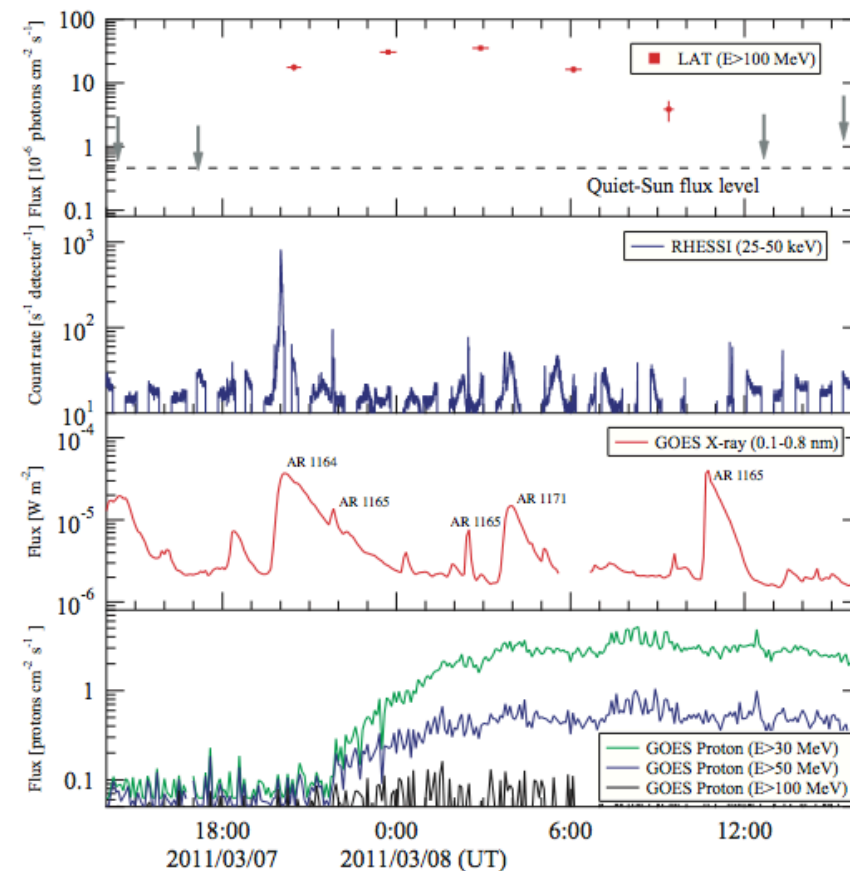 100
10
1
0.1
Flux [10⁻⁶ photons cm⁻² s⁻¹]
LAT (E>100 MeV)
Quiet-Sun flux level
10³
10²
10¹
Count rate [s⁻¹ detector⁻¹]
RHESSI (25-50 keV)
10⁻⁴
10⁻⁵
10⁻⁶
Flux [W m⁻²]
GOES X-ray (0.1-0.8 nm)
AR 1164
AR 1165
AR 1165
AR 1171
AR 1165
1
0.1
Flux [protons cm⁻² s⁻¹]
GOES Proton (E>30 MeV)
GOES Proton (E>50 MeV)
GOES Proton (E>100 MeV)
18:00 0:00 6:00 12:00
2011/03/07 2011/03/08 (UT)